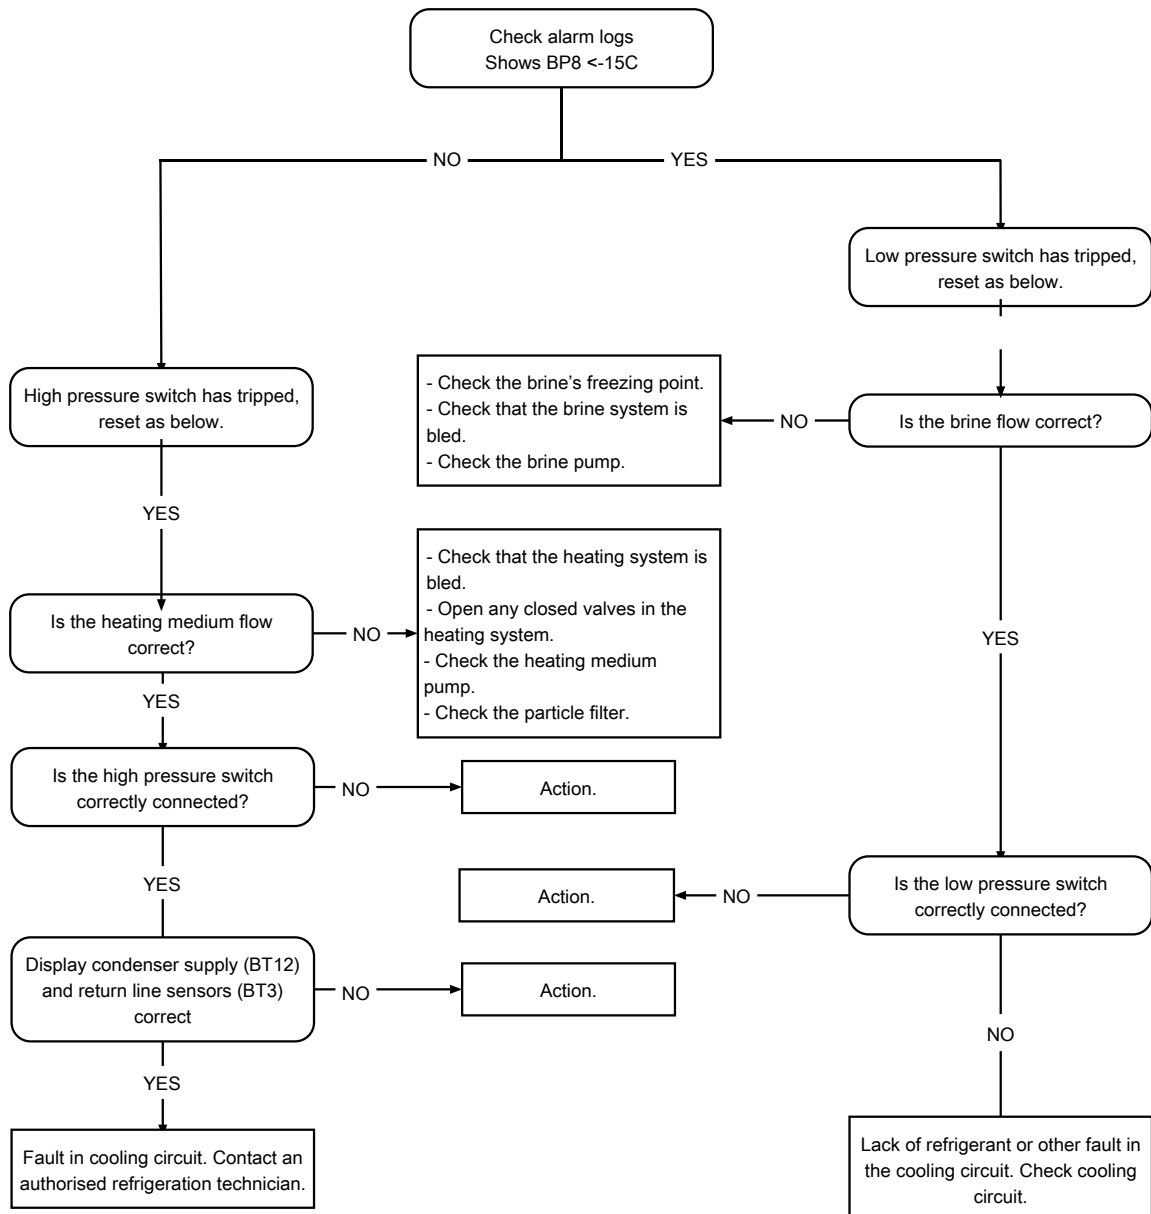 Check alarm logs
Shows BP8 <-15C
NO
YES
Low pressure switch has tripped,
reset as below.
High pressure switch has tripped,
reset as below.
- Check the brine's freezing point.
- Check that the brine system is
bled.
- Check the brine pump.
NO
Is the brine flow correct?
YES
- Check that the heating system is
bled.
- Open any closed valves in the
heating system.
- Check the heating medium
pump.
- Check the particle filter.
Is the heating medium flow
correct?
NO
YES
YES
Is the high pressure switch
correctly connected?
NO
Action.
YES
Action.
NO
Is the low pressure switch
correctly connected?
Display condenser supply (BT12)
and return line sensors (BT3)
correct
NO
Action.
NO
YES
Fault in cooling circuit. Contact an
authorised refrigeration technician.
Lack of refrigerant or other fault in
the cooling circuit. Check cooling
circuit.